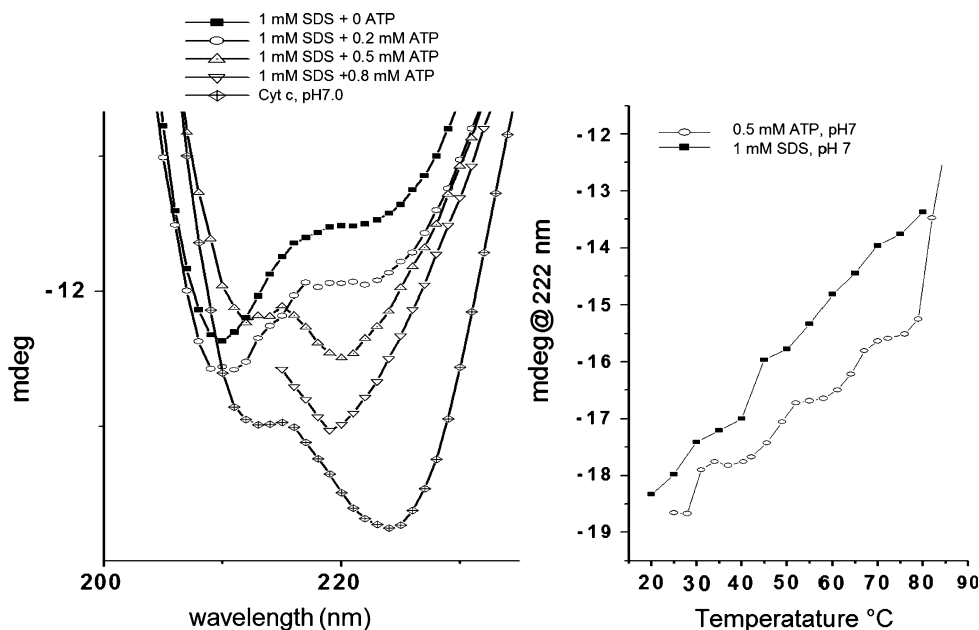 1 mM SDS + 0 ATP
1 mM SDS + 0.2 mM ATP
1 mM SDS + 0.5 mM ATP
1 mM SDS +0.8 mM ATP
Cyt c, pH7.0
-12
mdeg
200
220
wavelength (nm)
0.5 mM ATP, pH7
1 mM SDS, pH 7
-12
-13
-14
-15
-16
-17
-18
-19
mdeg@222 nm
20 30 40 50 60 70 80 90
Temperatature °C